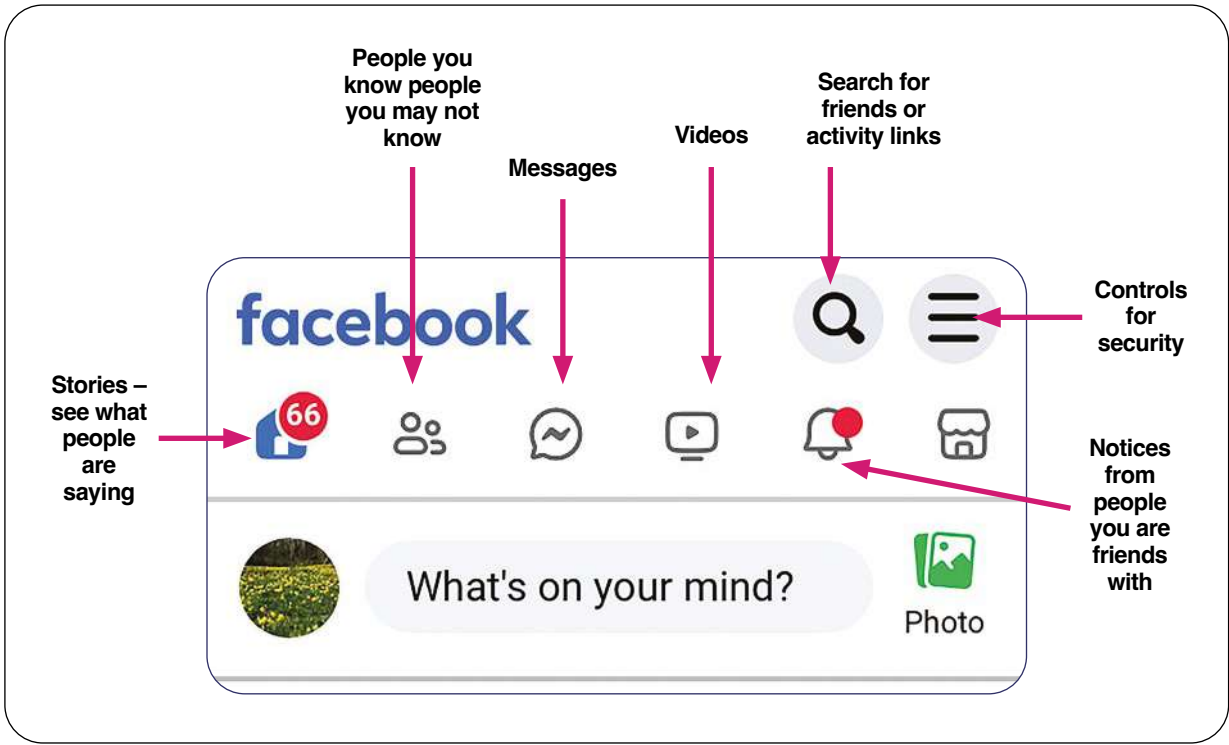 People you
know people
you may not
know
Messages
Videos
Search for
friends or
activity links
Controls
for
security
Stories –
see what
people
are
saying
Notices
from
people
you are
friends
with
facebook
66
What's on your mind?
Photo